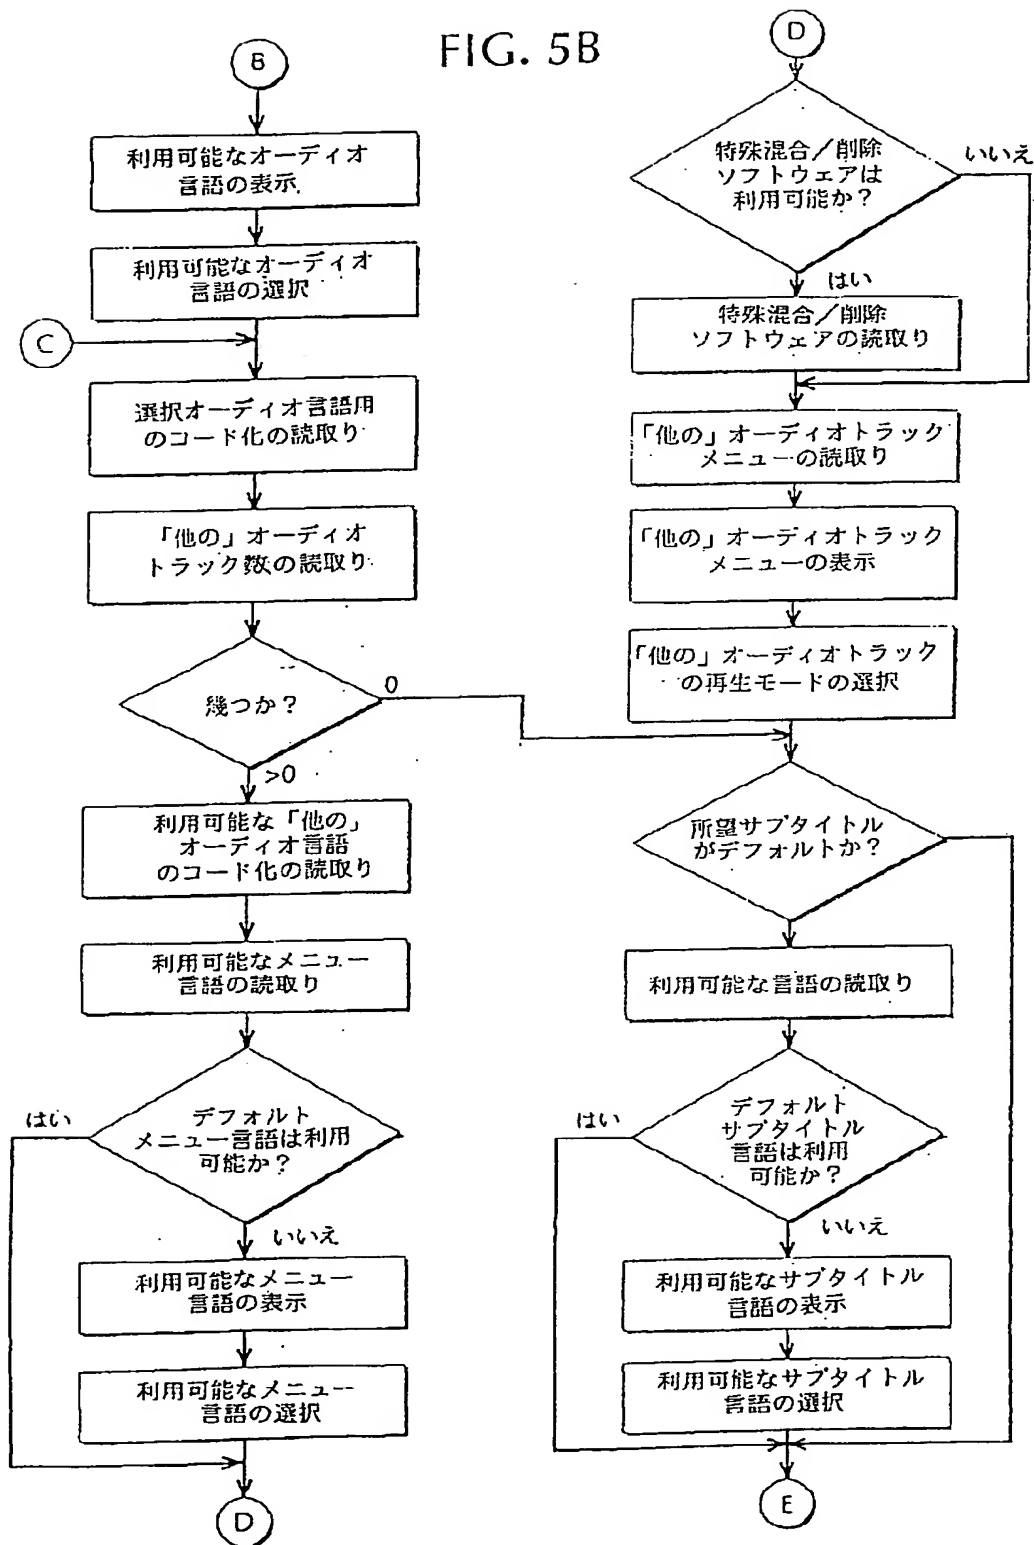 FIG. 5B
B
利用可能なオーディオ
言語の表示
利用可能なオーディオ
言語の選択
C
選択オーディオ言語用
のコード化の読取り
「他の」オーディオ
トラック数の読取り
幾つか？
0
>0
利用可能な「他の」
オーディオ言語
のコード化の読取り
利用可能なメニュー
言語の読取り
はい
デフォルト
メニュー言語は利用
可能か？
いいえ
利用可能なメニュー
言語の表示
利用可能なメニュー
言語の選択
D
D
特殊混合／削除
ソフトウェアは
利用可能か？
いいえ
はい
特殊混合／削除
ソフトウェアの読取り
「他の」オーディオトラック
メニューの読取り
「他の」オーディオトラック
メニューの表示
「他の」オーディオトラック
の再生モードの選択
所望サブタイトル
がデフォルトか？
利用可能な言語の読取り
はい
デフォルト
サブタイトル
言語は利用
可能か？
いいえ
利用可能なサブタイトル
言語の表示
利用可能なサブタイトル
言語の選択
E